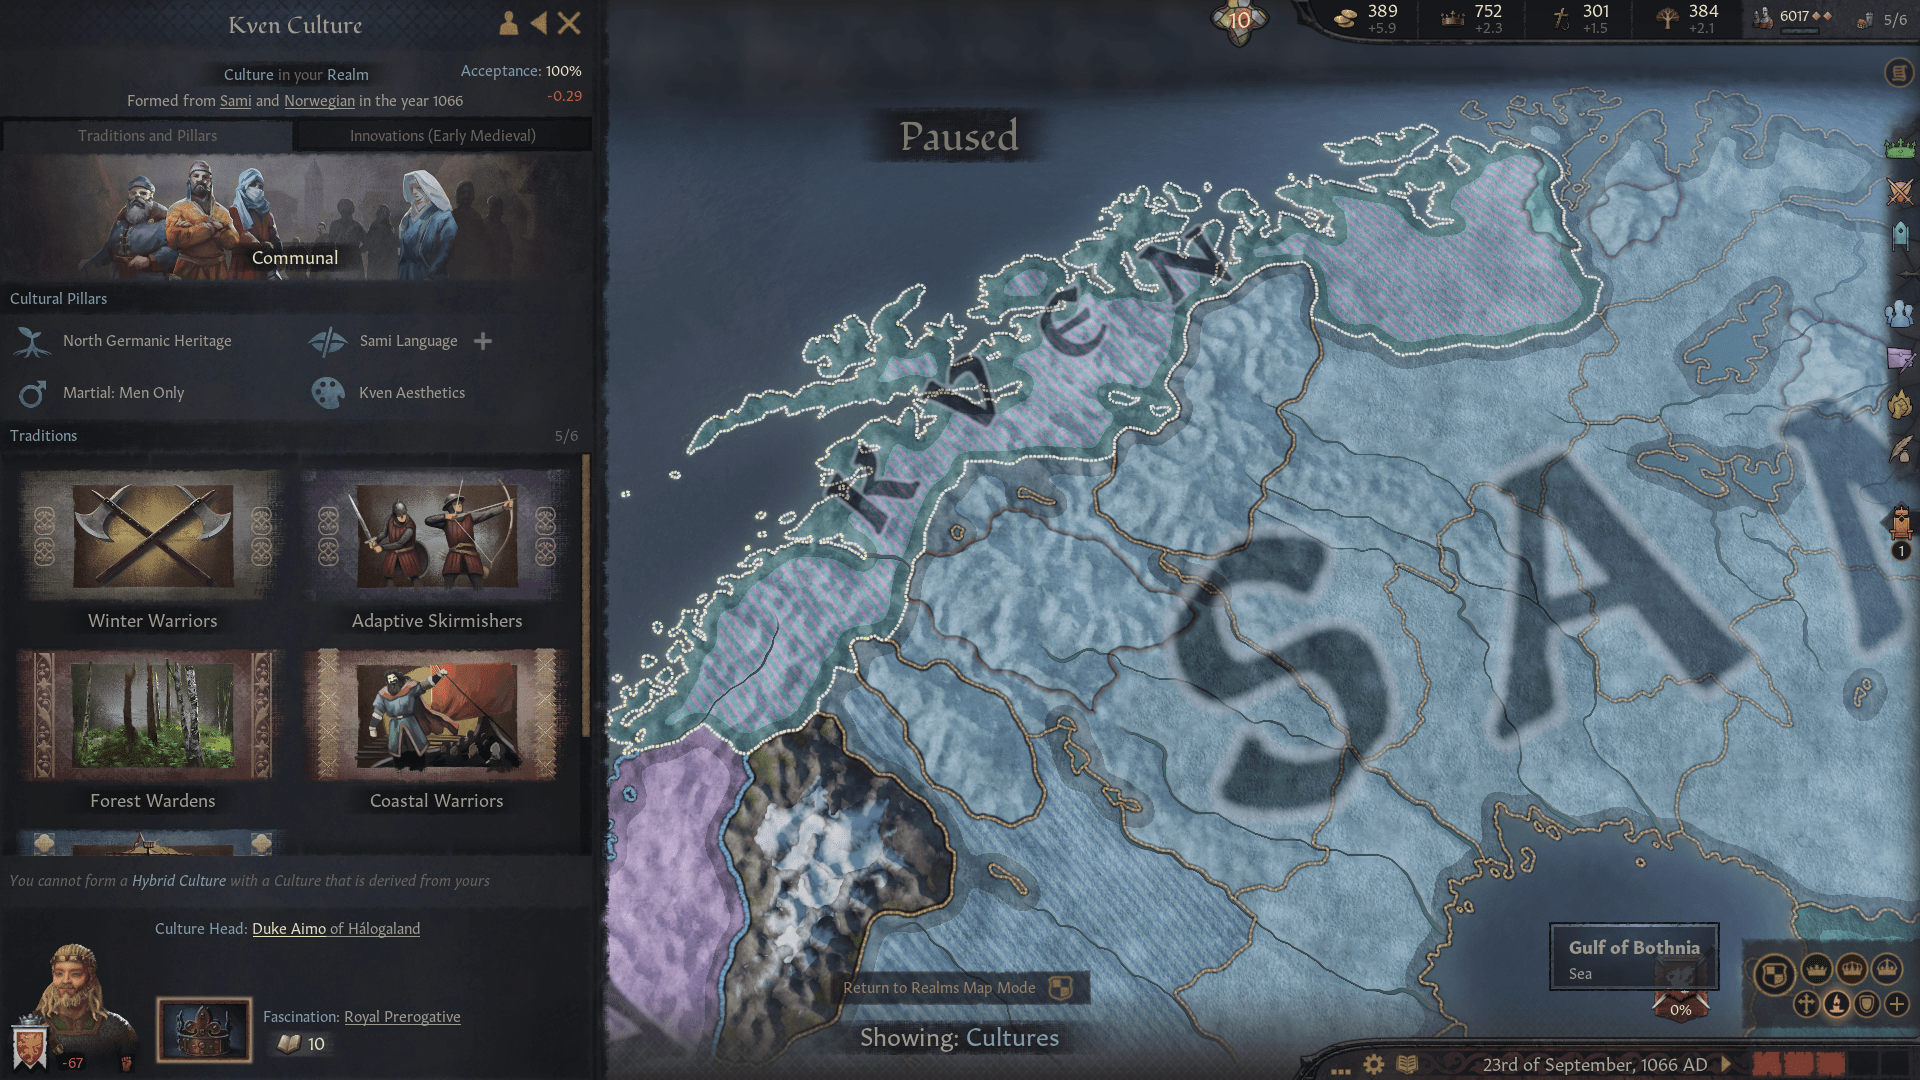 Kven Culture
Culture in your Realm
Acceptance: 100%
Formed from Sami and Norwegian in the year 1066
-0.29
Traditions and Pillars
Innovations (Early Medieval)
Communal
Cultural Pillars
North Germanic Heritage
Sami Language
Martial: Men Only
Kven Aesthetics
Traditions
5/6
Winter Warriors
Adaptive Skirmishers
Forest Wardens
Coastal Warriors
You cannot form a Hybrid Culture with a Culture that is derived from yours
Culture Head: Duke Aimo of Hálogaland
Fascination: Royal Prerogative
10
-67
10
389
+5.9
752
+2.3
301
+1.5
384
+2.1
6017
5/6
Paused
KVEN
SA
1
Gulf of Bothnia
Sea
0%
Return to Realms Map Mode
Showing: Cultures
23rd of September, 1066 AD